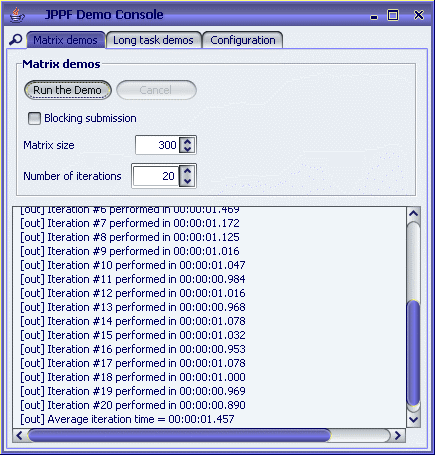 JPPF Demo Console
Matrix demos Long task demos Configuration
Matrix demos
Run the Demo Cancel
Blocking submission
Matrix size 300
Number of iterations 20
[out] Iteration #6 performed in 00:00:01.469
[out] Iteration #7 performed in 00:00:01.172
[out] Iteration #8 performed in 00:00:01.125
[out] Iteration #9 performed in 00:00:01.016
[out] Iteration #10 performed in 00:00:01.047
[out] Iteration #11 performed in 00:00:00.984
[out] Iteration #12 performed in 00:00:01.016
[out] Iteration #13 performed in 00:00:00.968
[out] Iteration #14 performed in 00:00:01.078
[out] Iteration #15 performed in 00:00:01.032
[out] Iteration #16 performed in 00:00:00.953
[out] Iteration #17 performed in 00:00:01.078
[out] Iteration #18 performed in 00:00:01.000
[out] Iteration #19 performed in 00:00:00.969
[out] Iteration #20 performed in 00:00:00.890
[out] Average iteration time = 00:00:01.457